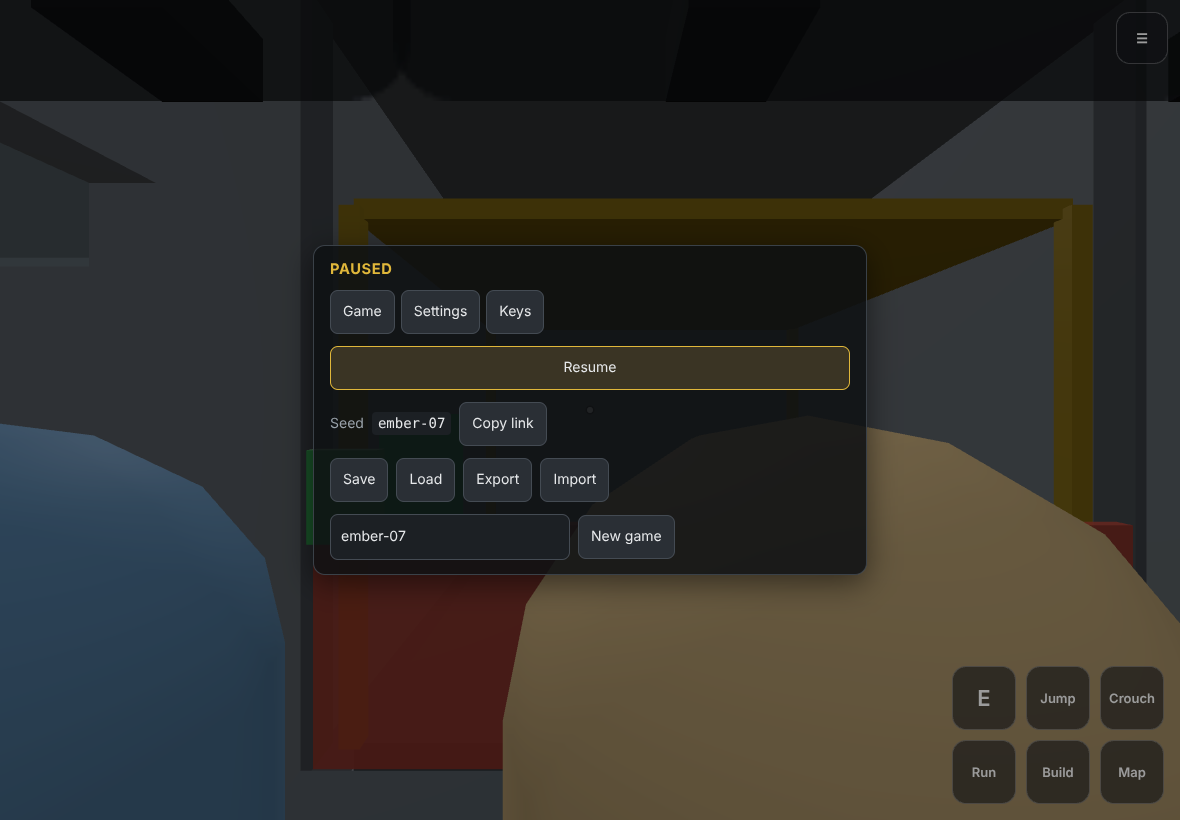 ☰
PAUSED
Game Settings Keys
Resume
Seed ember-07 Copy link
Save Load Export Import
ember-07 New game
E Jump Crouch
Run Build Map